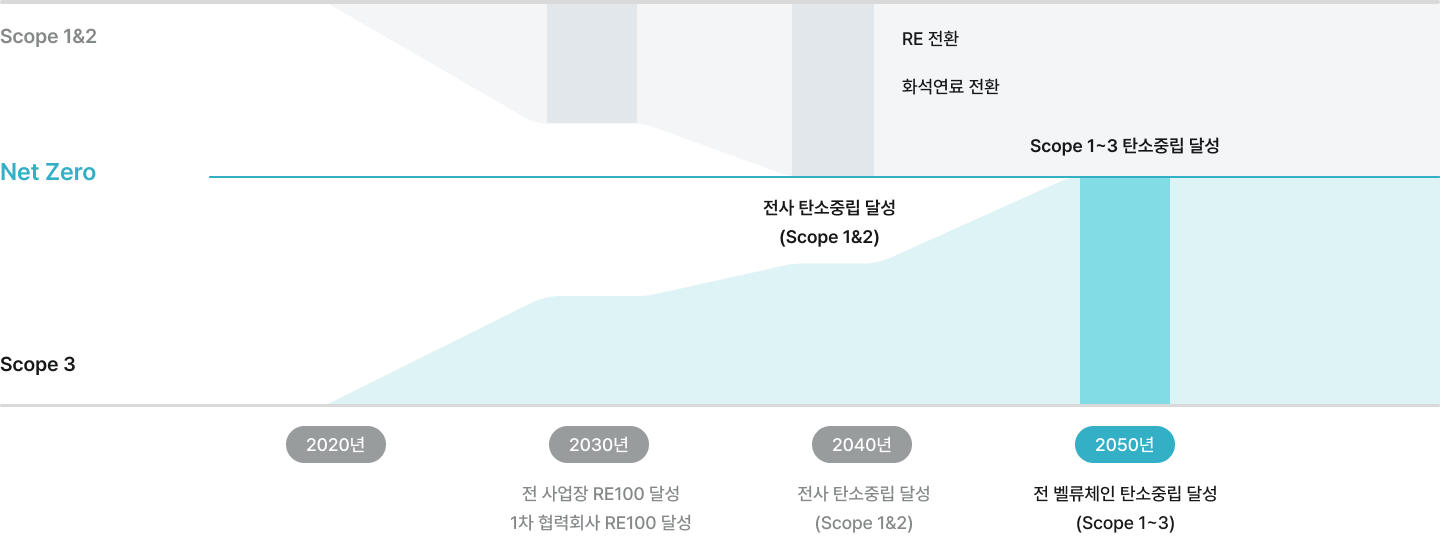 Scope 1&2
RE 전환
화석연료 전환
Scope 1~3 탄소중립 달성
Net Zero
전사 탄소중립 달성
(Scope 1&2)
Scope 3
2020년
2030년
2040년
2050년
전 사업장 RE100 달성
1차 협력회사 RE100 달성
전사 탄소중립 달성
(Scope 1&2)
전 벨류체인 탄소중립 달성
(Scope 1~3)